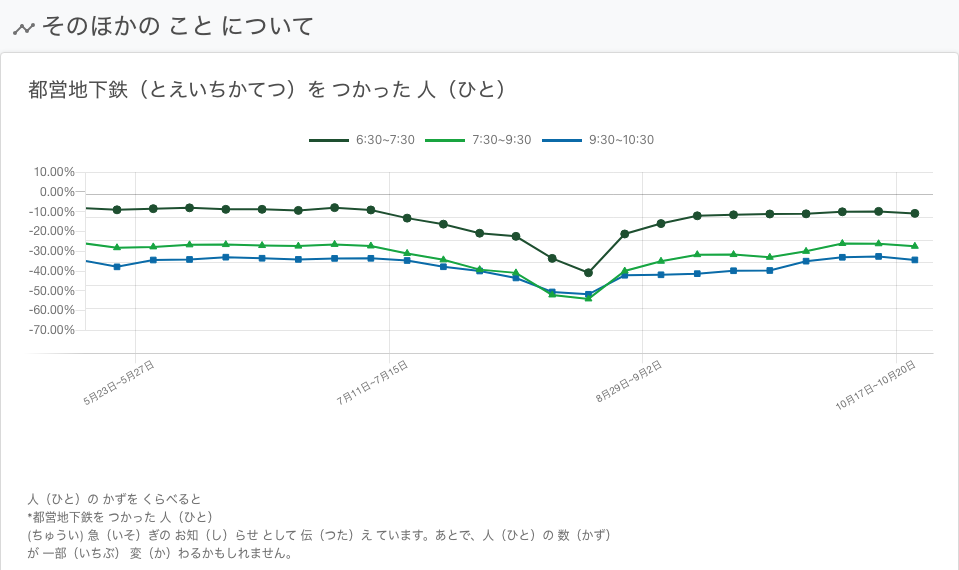 そのほかの こと について
都営地下鉄（とえいちかてつ）を つかった 人（ひと）
6:30~7:30 7:30~9:30 9:30~10:30
10.00%
0.00%
-10.00%
-20.00%
-30.00%
-40.00%
-50.00%
-60.00%
-70.00%
5月23日~5月27日 7月11日~7月15日 8月29日~9月2日 10月17日~10月20日
人（ひと）の かずを くらべると
*都営地下鉄を つかった 人（ひと）
(ちゅうい) 急（いそ）ぎの お知（し）らせ として 伝（つた）え ています。あとで、人（ひと）の 数（かず）
が 一部（いちぶ） 変（か）わるかもしれません。